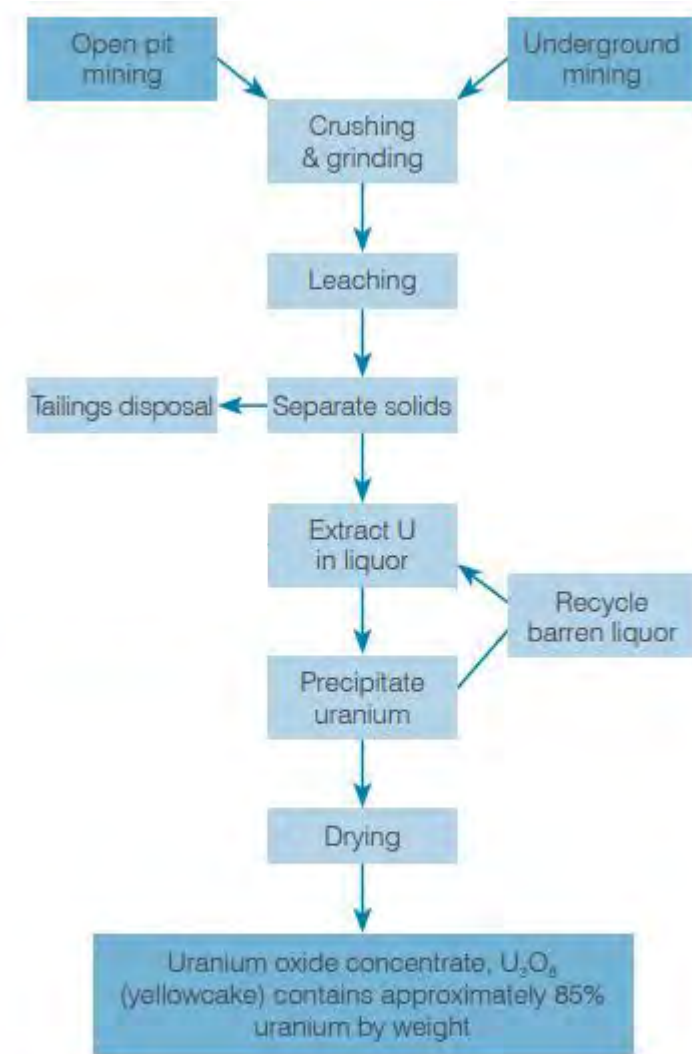 Open pit
mining
Underground
mining
Crushing
& grinding
Leaching
Tailings disposal
Separate solids
Extract U
in liquor
Recycle
barren liquor
Precipitate
uranium
Drying
Uranium oxide concentrate, U₃O₈
(yellowcake) contains approximately 85%
uranium by weight